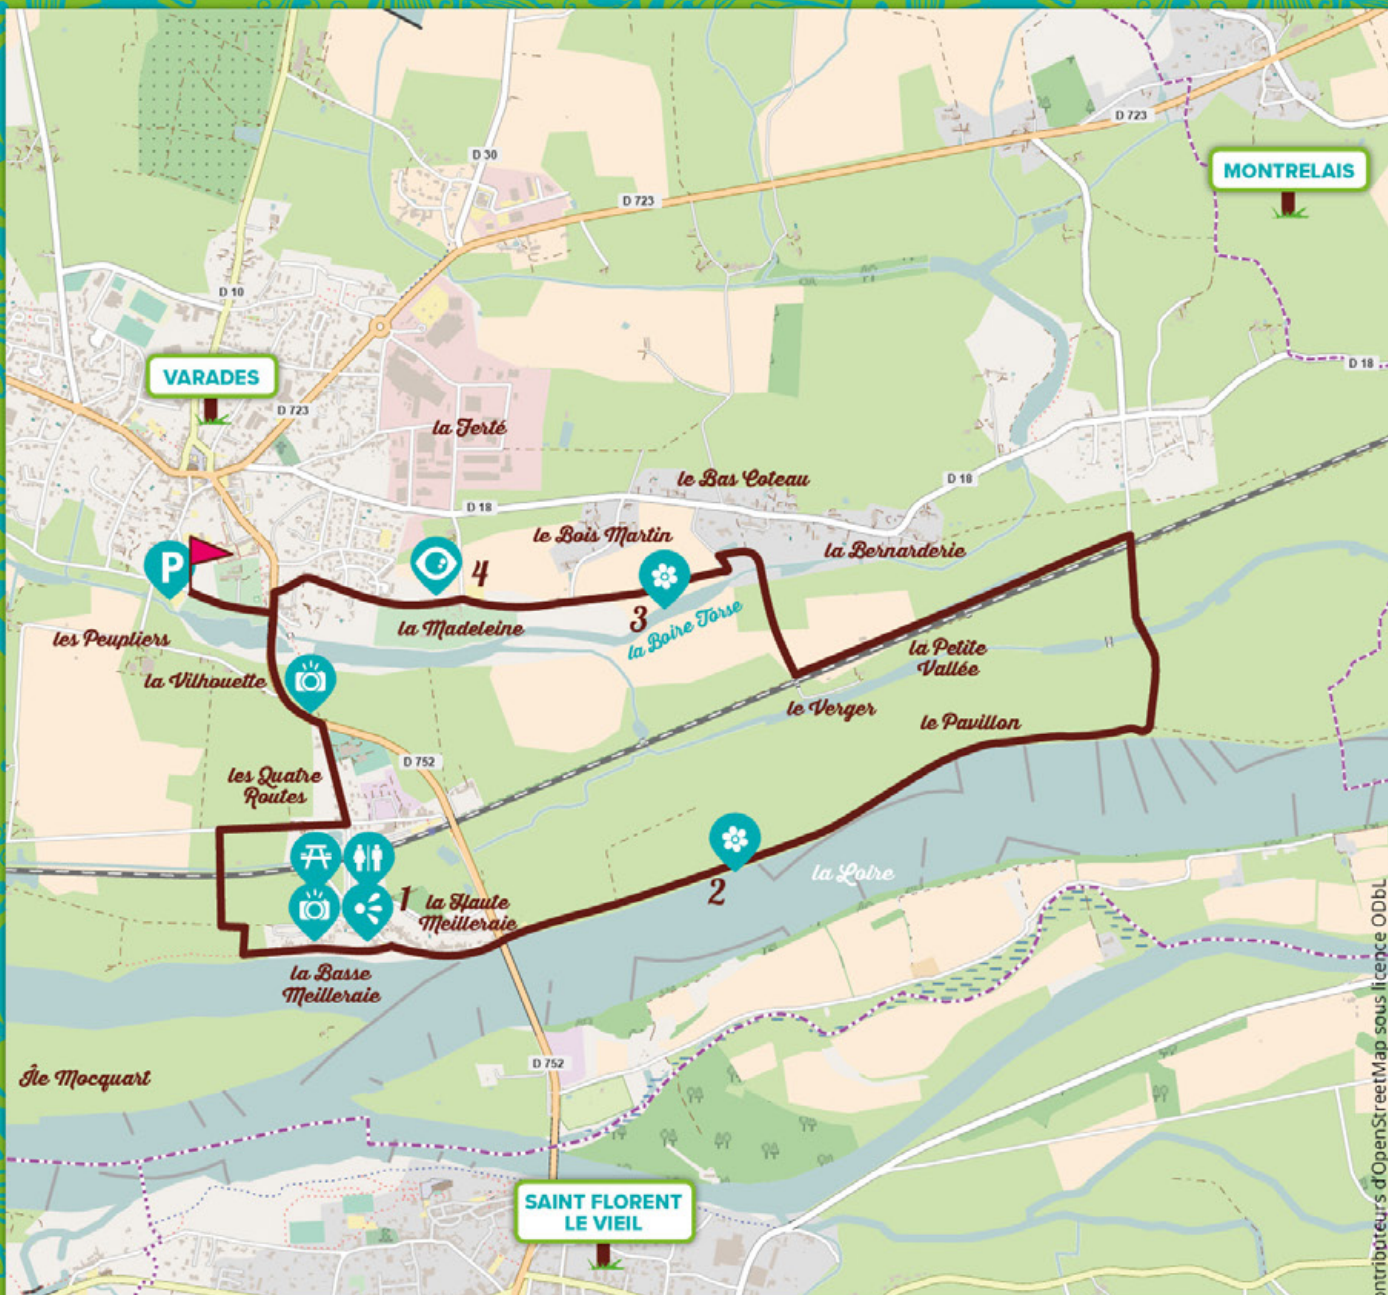 D 723
MONTRELAIS
D 30
D 723
D 10
D 18
VARADES
D 723
la Ferté
le Bas Coteau
D 18
D 18
le Bois Martin
la Bernarderie
P
4
3
la Boire Torse
la Madeleine
les Peupliers
la Petite
Vallée
la Vilhouette
le Verger
le Pavillon
D 752
les Quatre
Routes
la Loire
2
1
la Haute
Meilleraie
la Basse
Meilleraie
D 752
Île Mocquart
SAINT FLORENT
LE VIEIL
ontributeurs d'OpenStreetMap sous licence ODbL